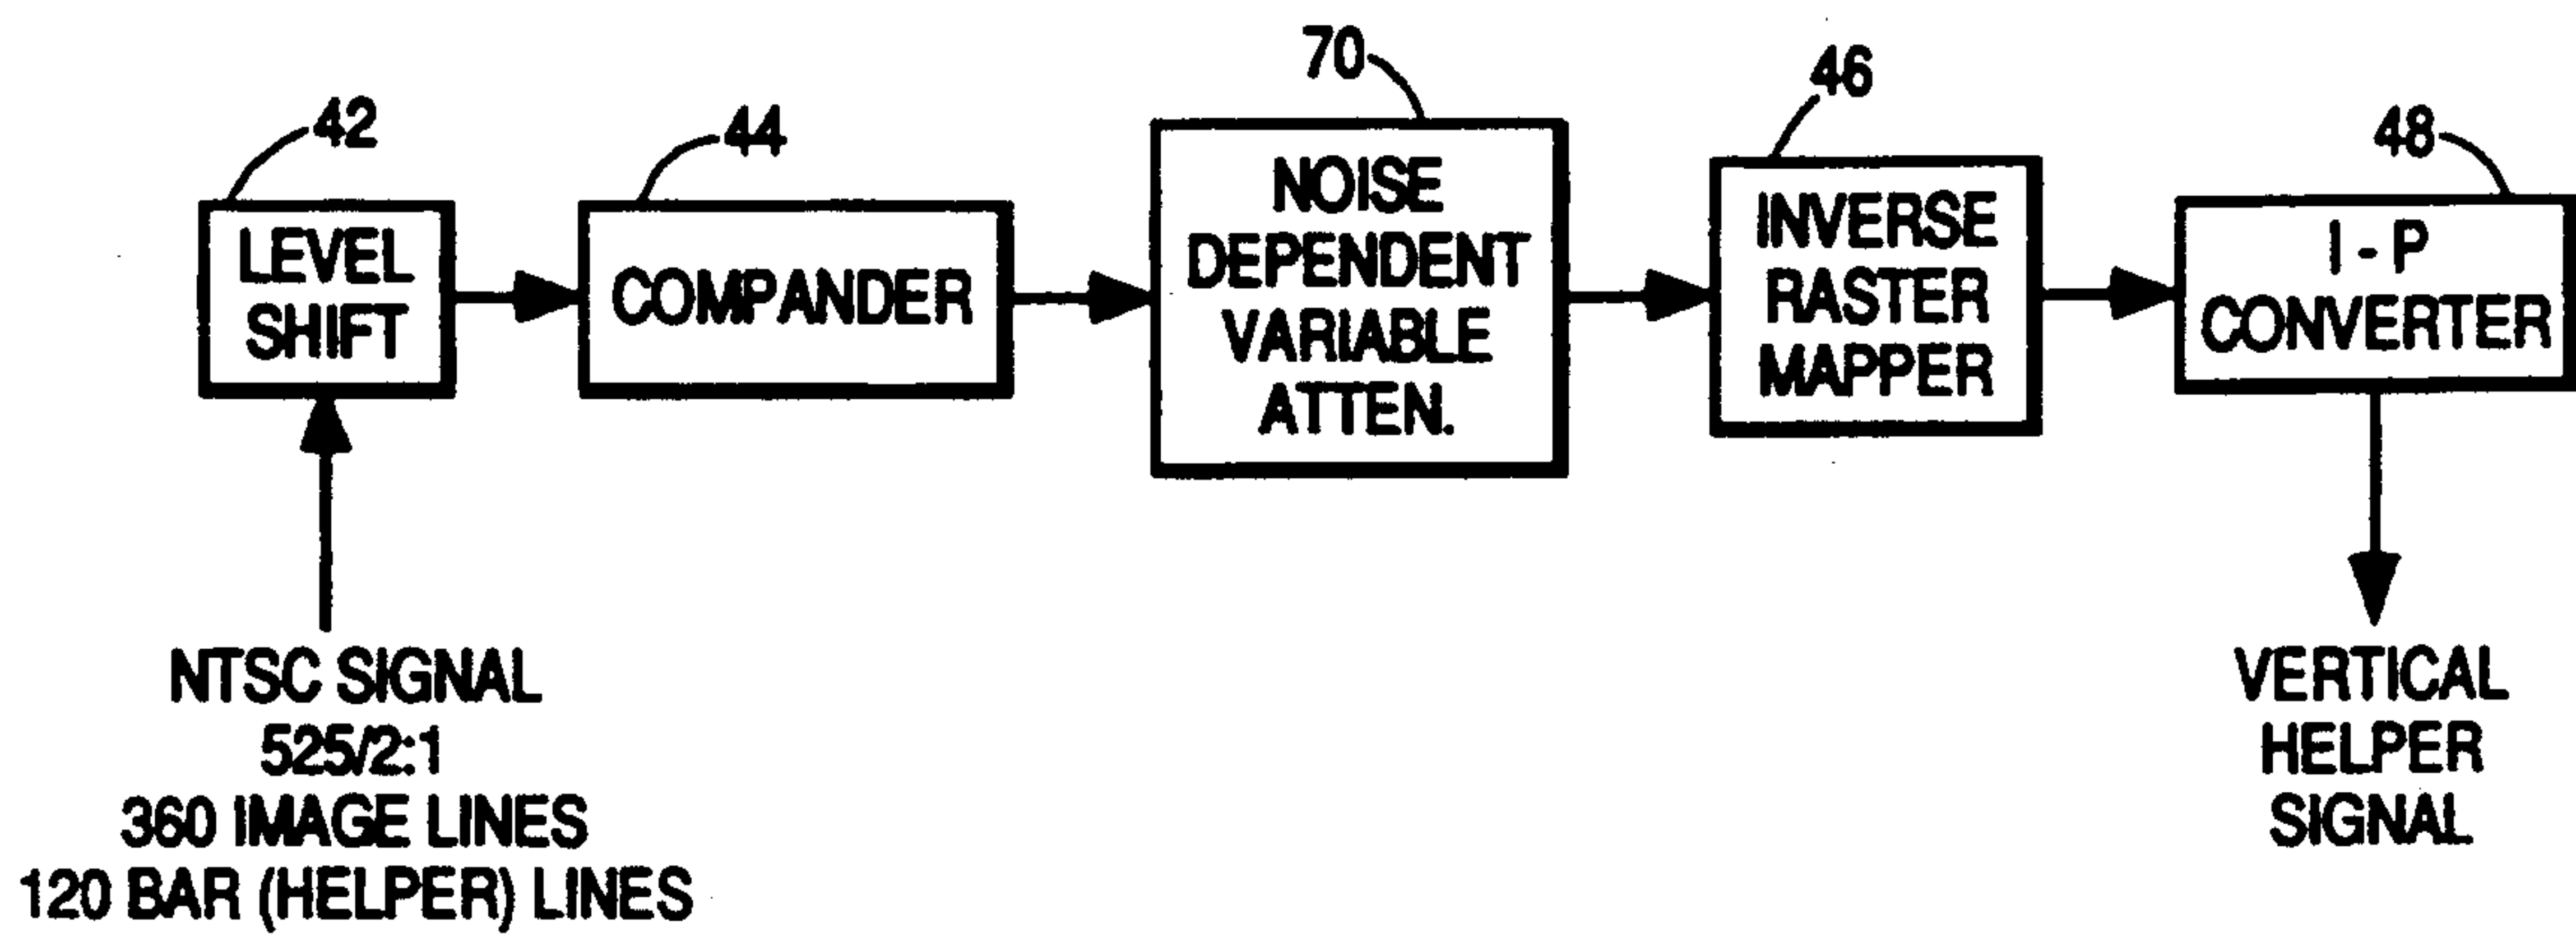 42
LEVEL
SHIFT
44
COMPANDER
70
NOISE
DEPENDENT
VARIABLE
ATTEN.
46
INVERSE
RASTER
MAPPER
48
I - P
CONVERTER
NTSC SIGNAL
525/2:1
360 IMAGE LINES
120 BAR (HELPER) LINES
VERTICAL
HELPER
SIGNAL